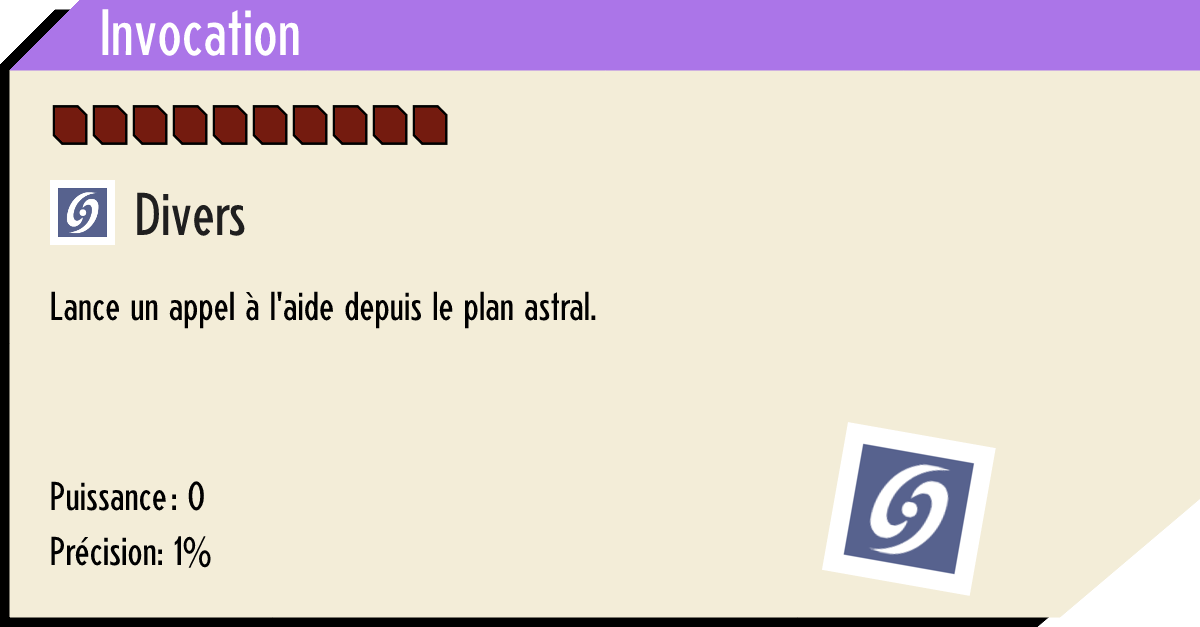 Invocation
Divers
Lance un appel à l'aide depuis le plan astral.
Puissance : 0
Précision: 1%